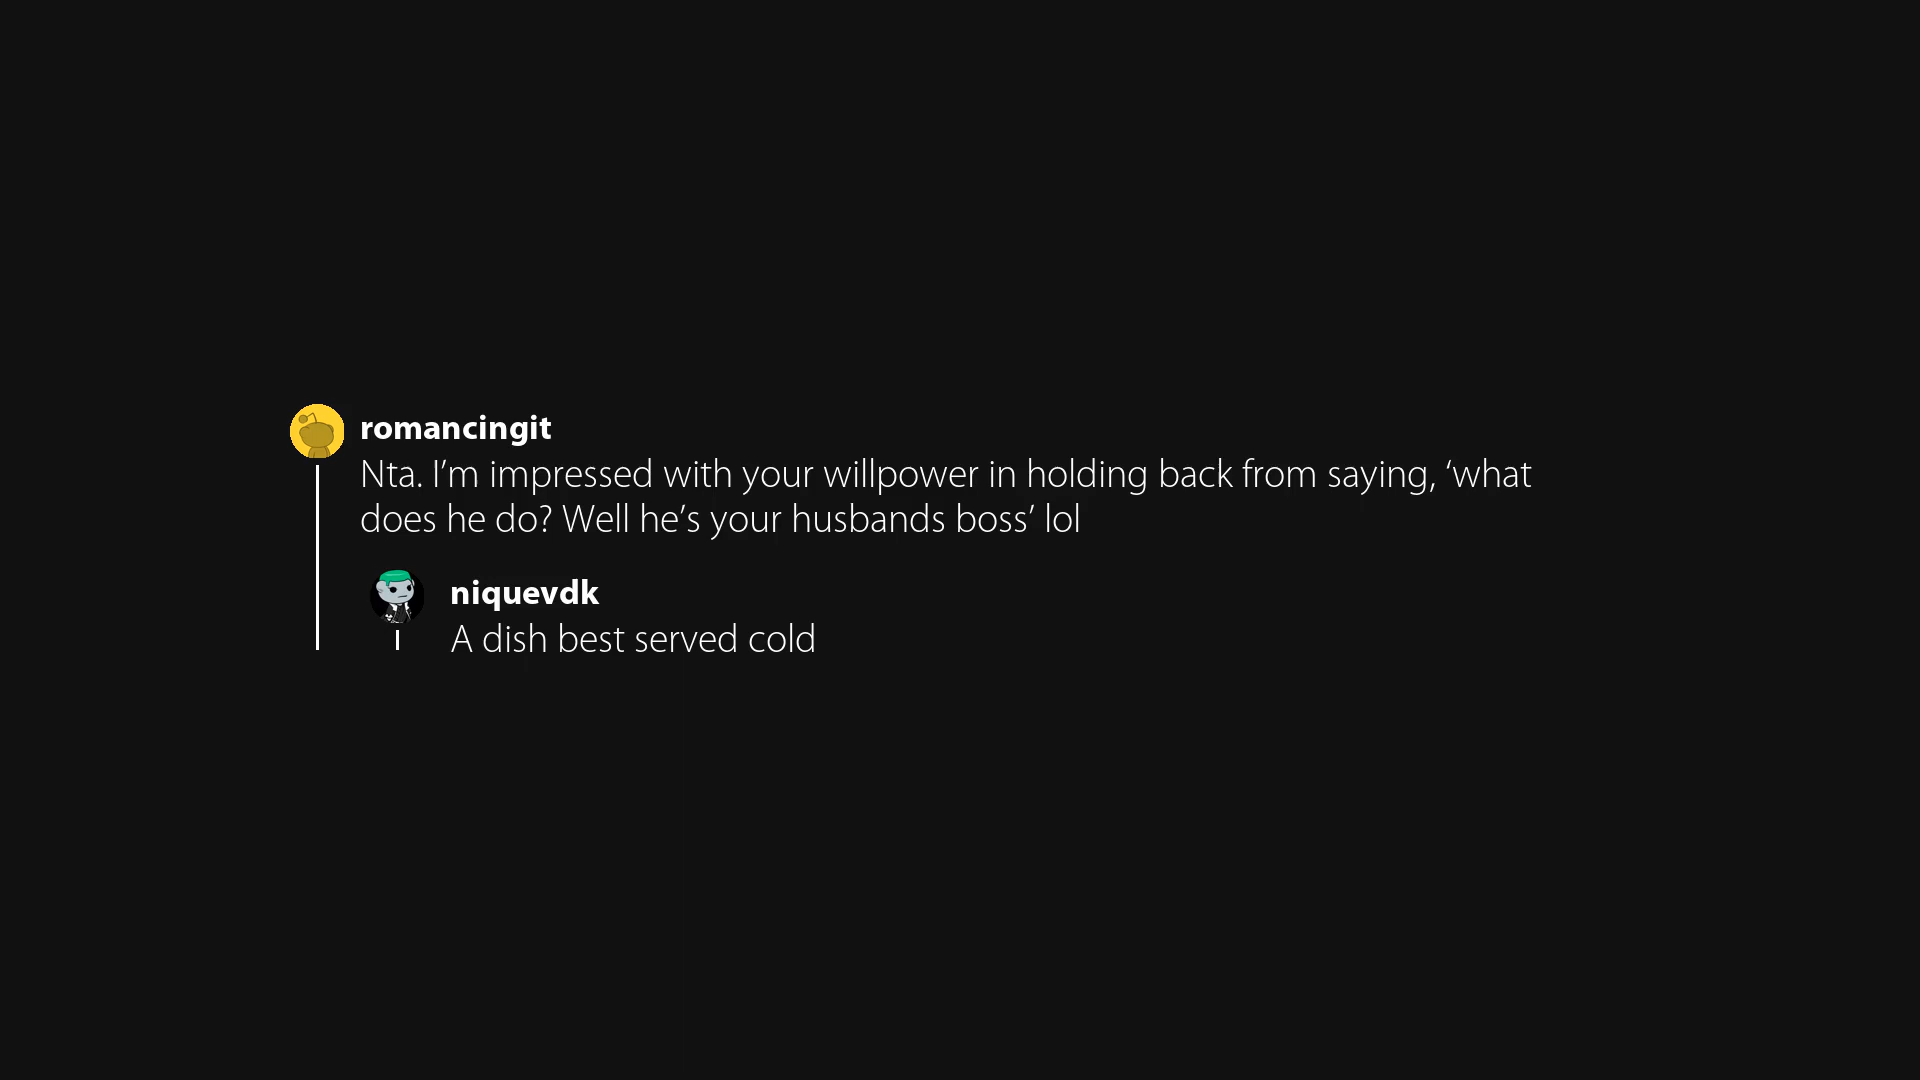 romancingit
Nta. I’m impressed with your willpower in holding back from saying, ‘what
does he do? Well he’s your husbands boss’ lol
niquevdk
A dish best served cold